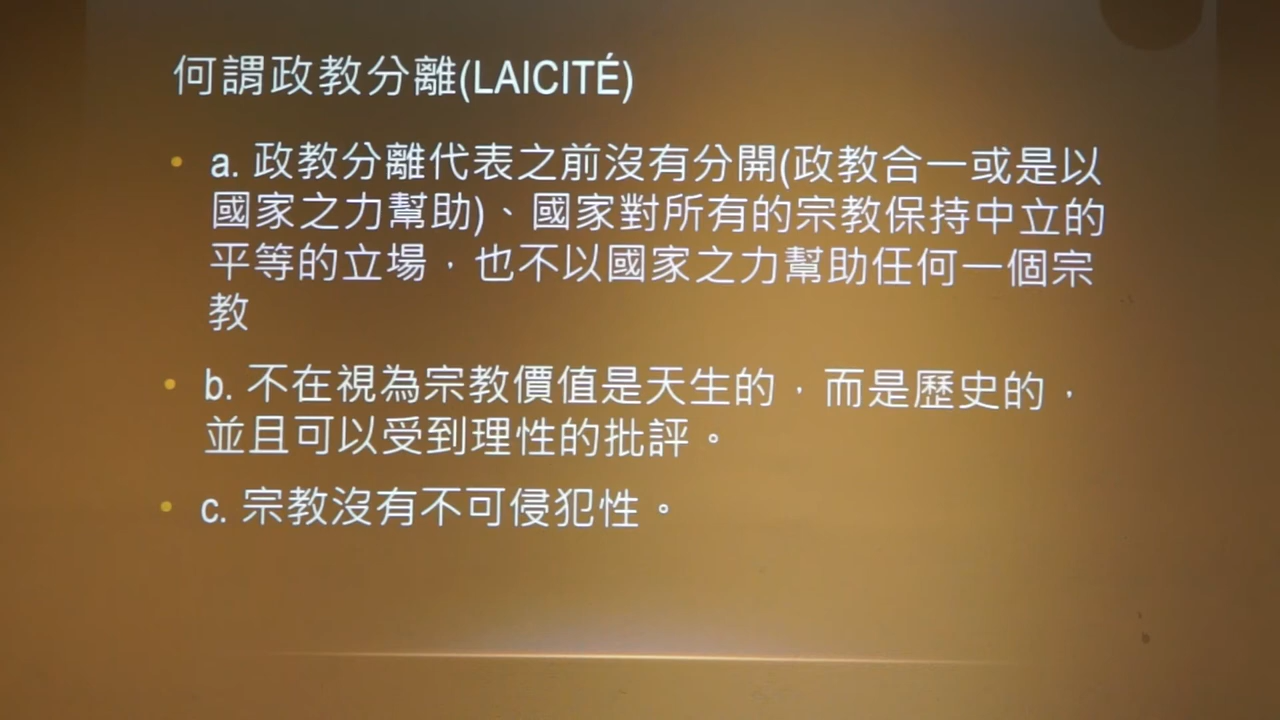 何謂政教分離(LAICITÉ)
• a. 政教分離代表之前沒有分開(政教合一或是以
國家之力幫助)、國家對所有的宗教保持中立的
平等的立場，也不以國家之力幫助任何一個宗
教
• b. 不在視為宗教價值是天生的，而是歷史的，
並且可以受到理性的批評。
• c. 宗教沒有不可侵犯性。